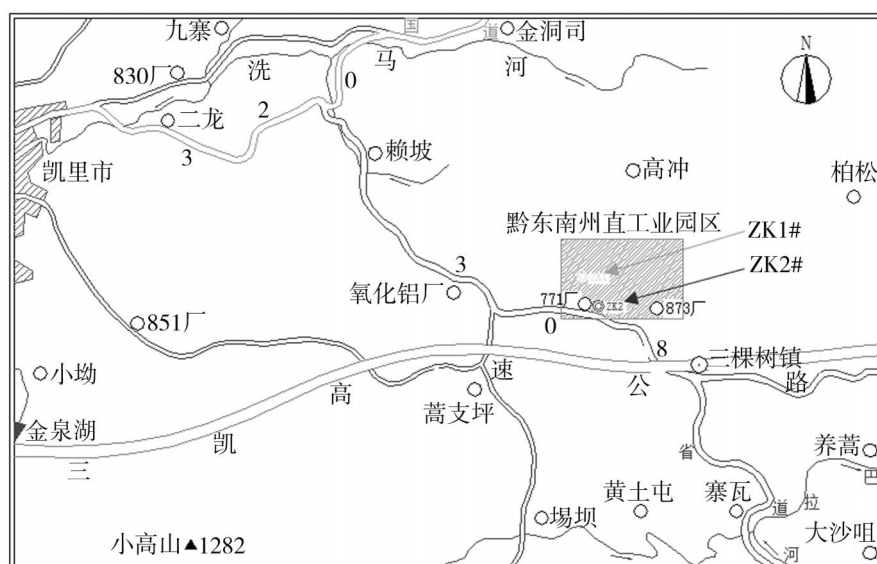 九寨
国
道
金洞司
N
830厂
洗
马
河
0
二龙
2
3
赖坡
凯里市
高冲
柏松
黔东南州直工业园区
ZK1#
ZK2#
3
氧化铝厂
771厂
ZK2
873厂
851厂
0
8
三棵树镇
小坳
速
公
路
高
蒿支坪
金泉湖
凯
三
省
养蒿
巴
黄土屯
寨瓦
道
拉
埸坝
大沙咀
河
小高山▲1282